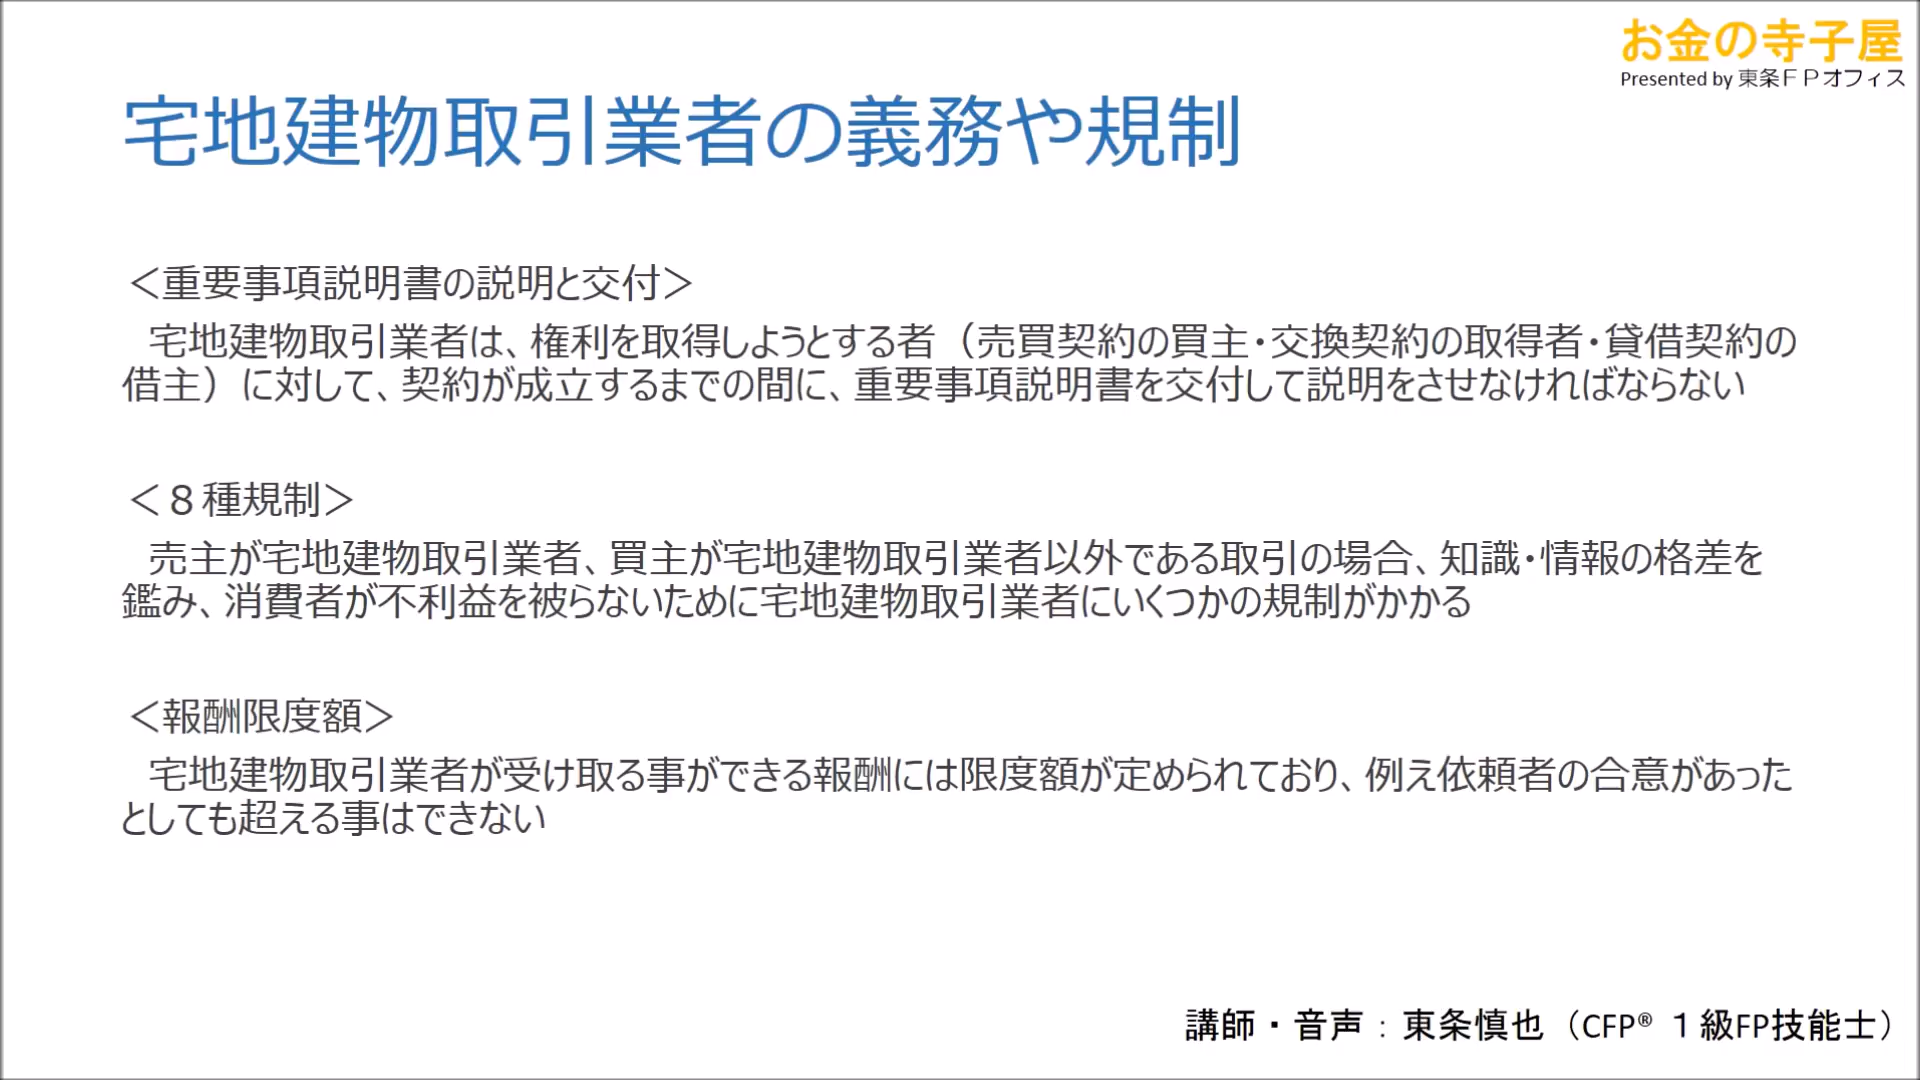 お金の寺子屋
Presented by 東条ＦＰオフィス
宅地建物取引業者の義務や規制
＜重要事項説明書の説明と交付＞
宅地建物取引業者は、権利を取得しようとする者（売買契約の買主・交換契約の取得者・貸借契約の
借主）に対して、契約が成立するまでの間に、重要事項説明書を交付して説明をさせなければならない
＜８種規制＞
売主が宅地建物取引業者、買主が宅地建物取引業者以外である取引の場合、知識・情報の格差を
鑑み、消費者が不利益を被らないために宅地建物取引業者にいくつかの規制がかかる
＜報酬限度額＞
宅地建物取引業者が受け取る事ができる報酬には限度額が定められており、例え依頼者の合意があった
としても超える事はできない
講師・音声：東条慎也（CFP® １級FP技能士）